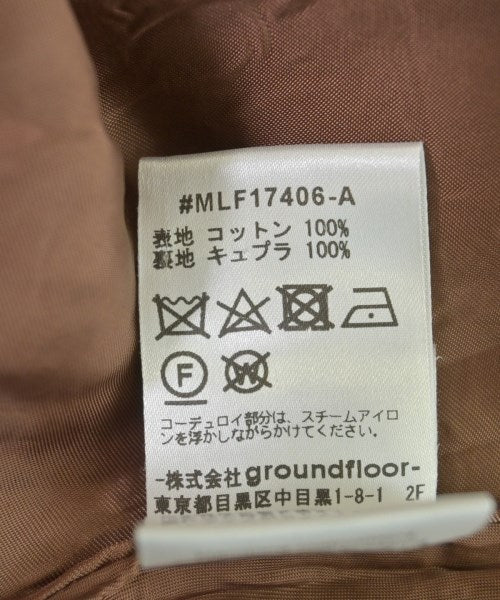 #MLF17406-A
表地 コットン 100%
裏地 キュプラ 100%
F W
コーデュロイ部分は、スチームアイロ
ンを浮かしながらかけてください。
-株式会社groundfloor-
東京都目黒区中目黒1-8-1 2F